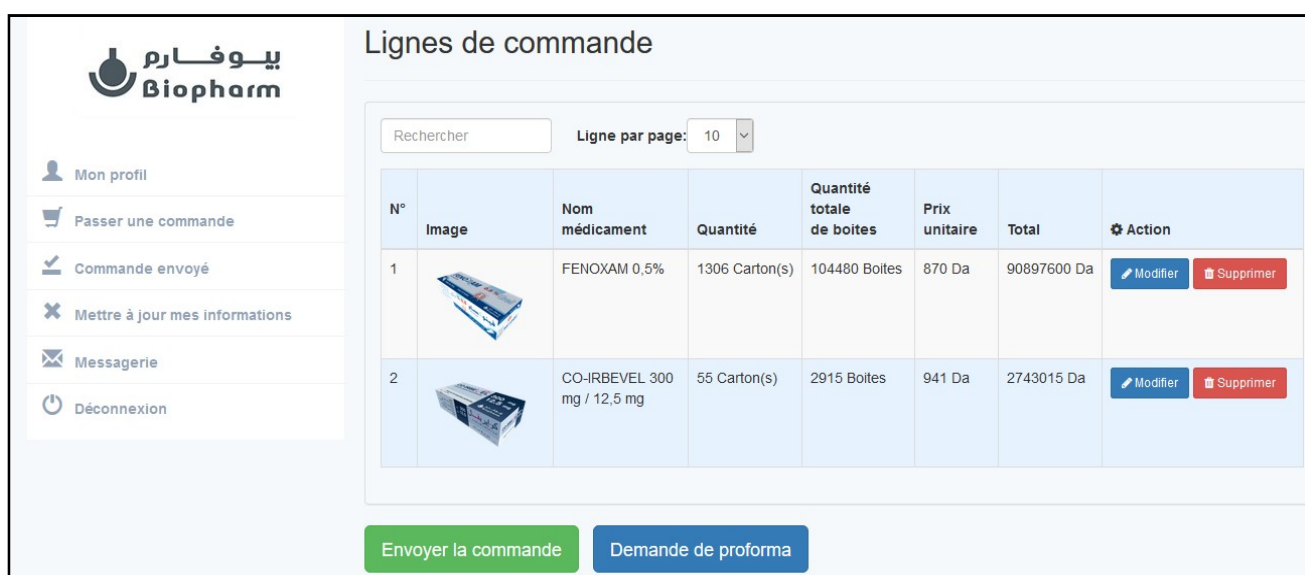 بيوفارم
Biopharm
Mon profil
Passer une commande
Commande envoyé
Mettre à jour mes informations
Messagerie
Déconnexion
Lignes de commande
Rechercher Ligne par page: 10
N° Image Nom médicament Quantité Quantité totale de boites Prix unitaire Total Action
1 FENOXAM 0,5% 1306 Carton(s) 104480 Boites 870 Da 90897600 Da Modifier Supprimer
2 CO-IRBEVEL 300 55 Carton(s) 2915 Boites 941 Da 2743015 Da Modifier Supprimer
mg / 12,5 mg
Envoyer la commande Demande de proforma